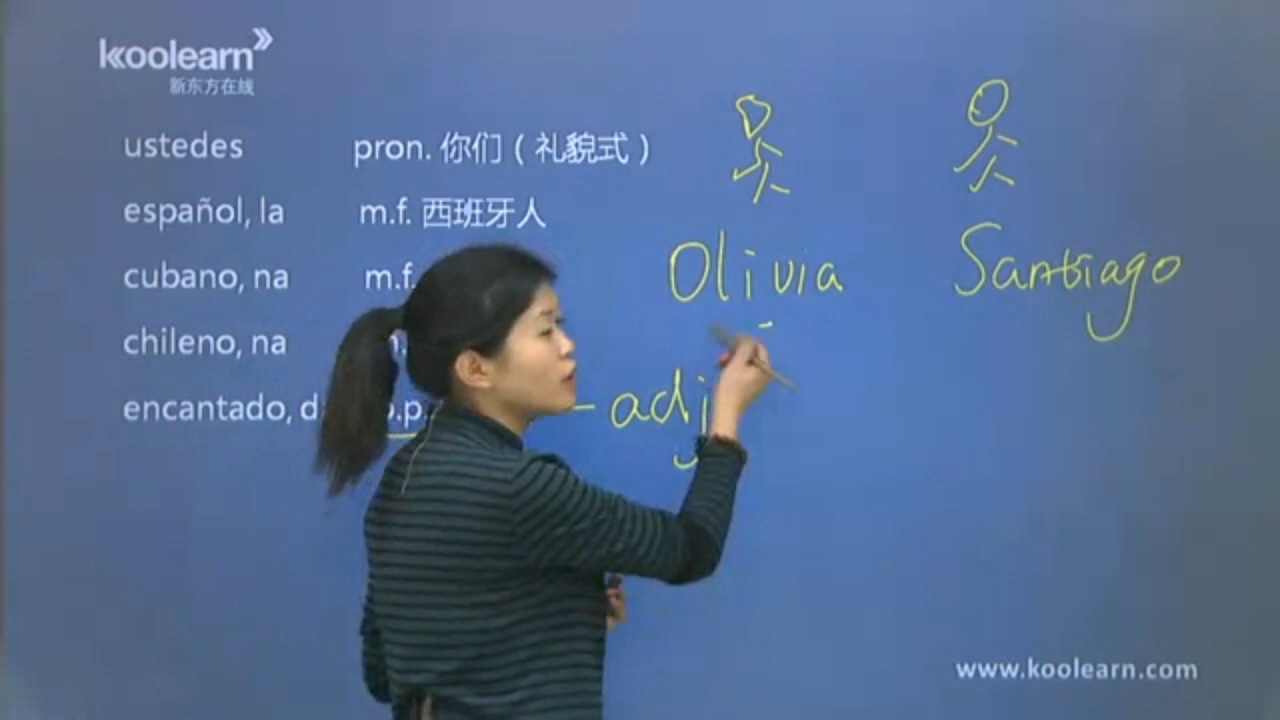 koolearn
新东方在线
ustedes pron. 你们（礼貌式）
español, la m.f. 西班牙人
cubano, na m.f.
chileno, na
encantado, d p.p.
- adj
Olivia Santiago
www.koolearn.com